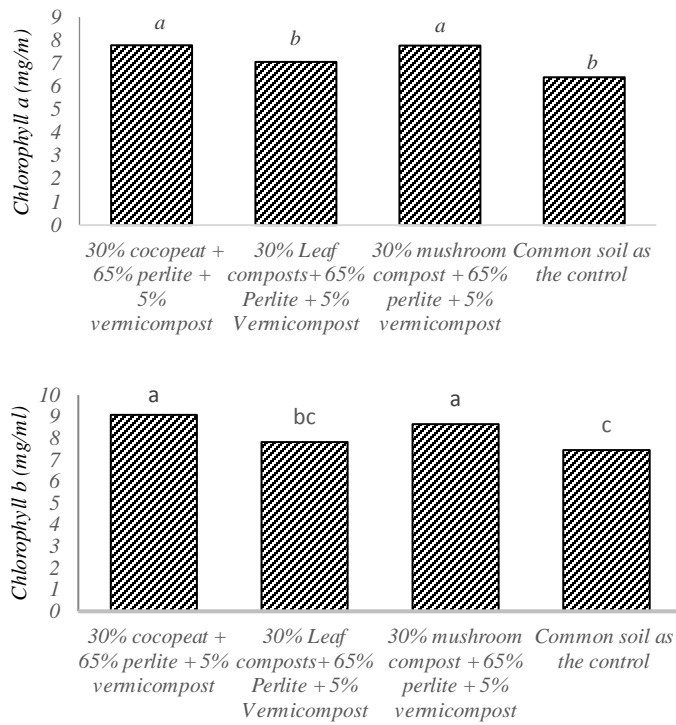 Chlorophyll a (mg/m)
9
8
7
6
5
4
3
2
1
0
a
b
a
b
30% cocopeat +
65% perlite +
5%
vermicompost
30% Leaf
composts+ 65%
Perlite + 5%
Vermicompost
30% mushroom
compost + 65%
perlite + 5%
vermicompost
Common soil as
the control
Chlorophyll b (mg/ml)
10
9
8
7
6
5
4
3
2
1
0
a
bc
a
c
30% cocopeat +
65% perlite + 5%
vermicompost
30% Leaf
composts+ 65%
Perlite + 5%
Vermicompost
30% mushroom
compost + 65%
perlite + 5%
vermicompost
Common soil as
the control